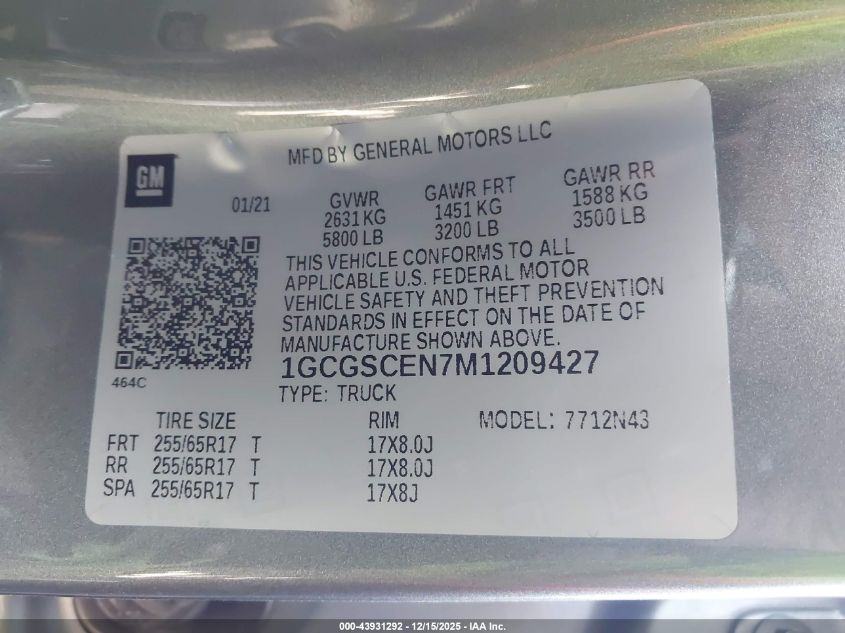 MFD BY GENERAL MOTORS LLC
GM
01/21
GVWR GAWR FRT GAWR RR
2631 KG 1451 KG 1588 KG
5800 LB 3200 LB 3500 LB
THIS VEHICLE CONFORMS TO ALL
APPLICABLE U.S. FEDERAL MOTOR
VEHICLE SAFETY AND THEFT PREVENTION
STANDARDS IN EFFECT ON THE DATE OF
MANUFACTURE SHOWN ABOVE.
1GCGSCEN7M1209427
464C
TYPE: TRUCK
TIRE SIZE RIM MODEL: 7712N43
FRT 255/65R17 T 17X8.0J
RR 255/65R17 T 17X8.0J
SPA 255/65R17 T 17X8J
000-43931292 - 12/15/2025 - IAA Inc.